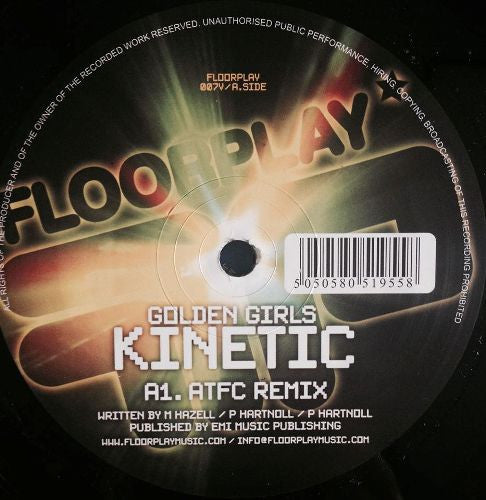 ALL RIGHTS OF THE PRODUCER AND OF THE OWNER OF THE RECORDED WORK RESERVED. UNAUTHORISED PUBLIC PERFORMANCE, HIRING, COPYING, BROADCASTING OF THIS RECORDING PROHIBITED
FLOORPLAY
007V/A.SIDE
FLOORPLAY
5 050580 519558
GOLDEN GIRLS
KINETIC
A1. ATFC REMIX
WRITTEN BY M HAZELL / P HARTNOLL / P HARTNOLL
PUBLISHED BY EMI MUSIC PUBLISHING
WWW.FLOORPLAYMUSIC.COM / INFO@FLOORPLAYMUSIC.COM